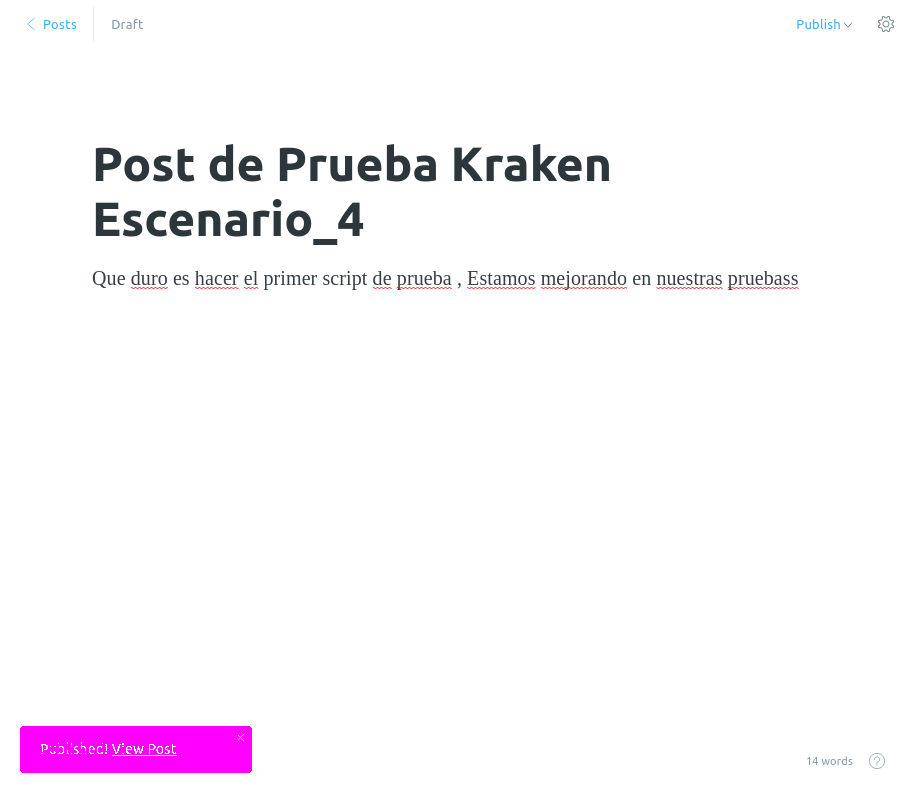 Posts
Draft
Publish
Post de Prueba Kraken
Escenario_4
Que duro es hacer el primer script de prueba , Estamos mejorando en nuestras pruebass
Published! View Post
14 words